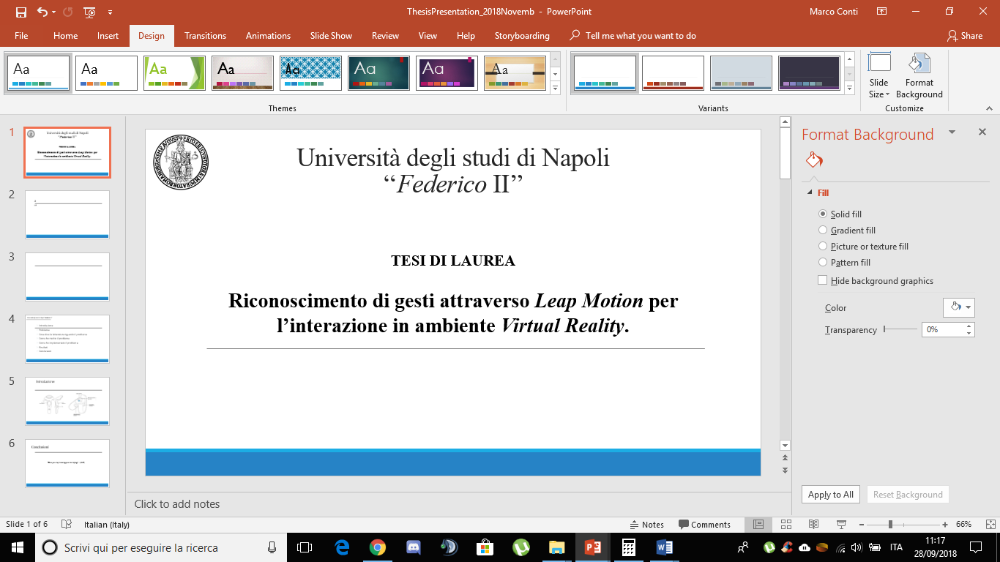 ThesisPresentation_2018Novemb - PowerPoint
Marco Conti
File Home Insert Design Transitions Animations Slide Show Review View Help Storyboarding Tell me what you want to do Share
Aa Aa Aa Aa Aa Aa Aa Aa
Slide Size
Format Background
Themes Variants Customize
1
2
3
4
5
6
Introduzione
Conclusioni
Università degli studi di Napoli
“Federico II”
TESI DI LAUREA
Riconoscimento di gesti attraverso Leap Motion per
l’interazione in ambiente Virtual Reality.
Click to add notes
Format Background
Fill
Solid fill
Gradient fill
Picture or texture fill
Pattern fill
Hide background graphics
Color
Transparency 0%
Apply to All Reset Background
Slide 1 of 6 Italian (Italy) Notes Comments 66%
Scrivi qui per eseguire la ricerca
ITA
11:17
28/09/2018